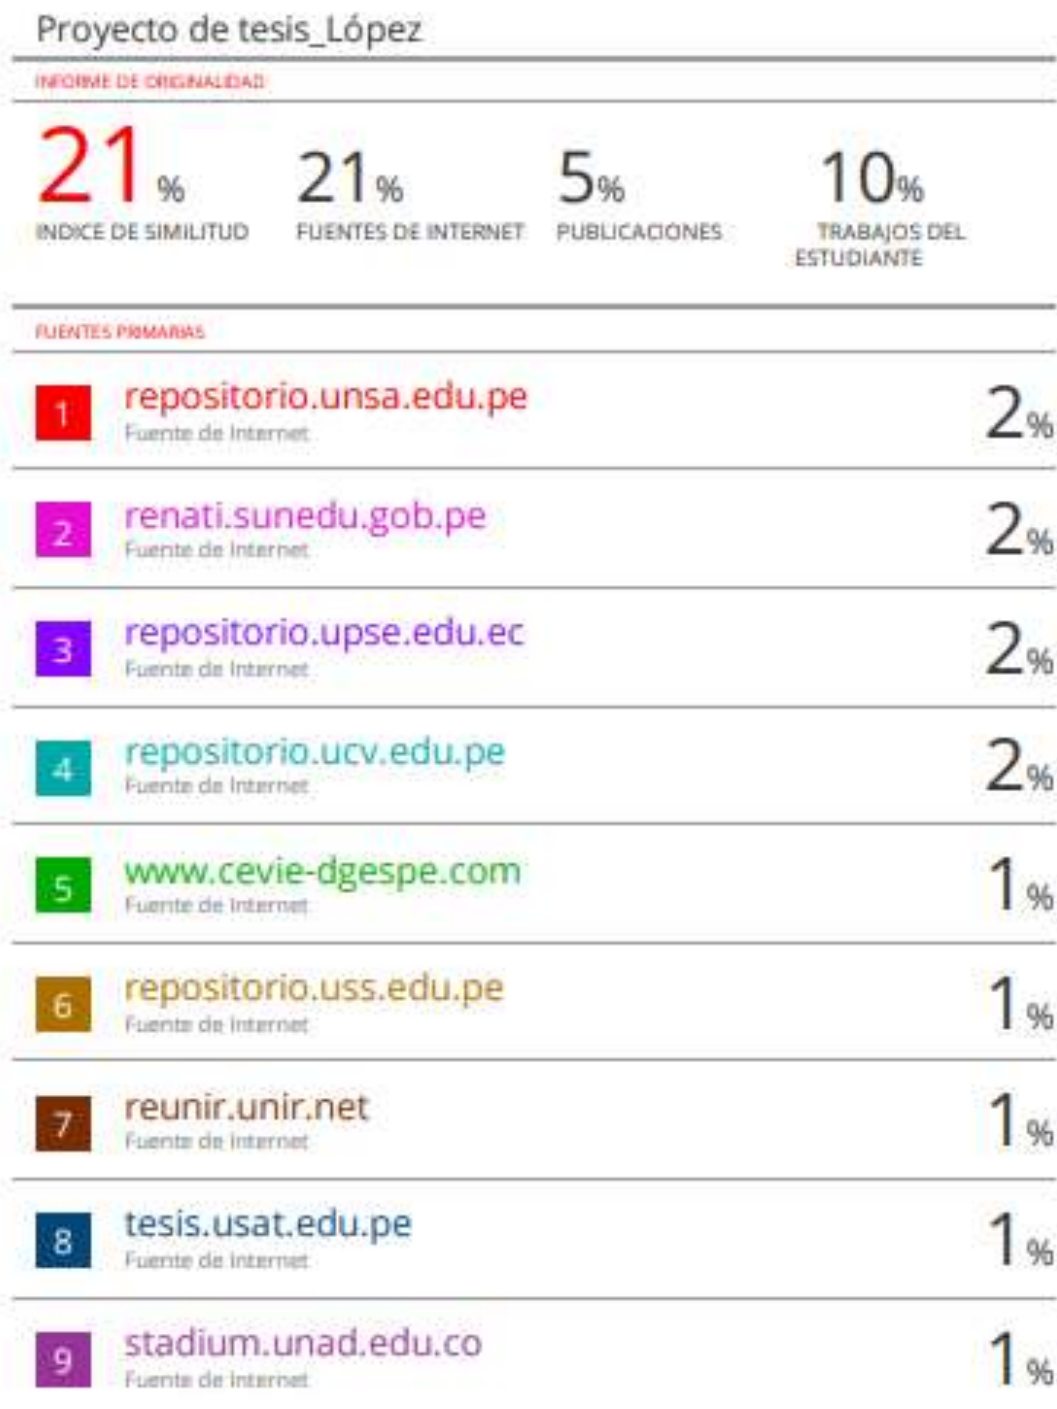 Proyecto de tesis_López
INFORME DE ORIGINALIDAD
21% 21% 5% 10%
INDICE DE SIMILITUD FUENTES DE INTERNET PUBLICACIONES TRABAJOS DEL
ESTUDIANTE
FUENTES PRIMARIAS
1 repositorio.unsa.edu.pe 2%
Fuente de Internet
2 renati.sunedu.gob.pe 2%
Fuente de Internet
3 repositorio.upse.edu.ec 2%
Fuente de Internet
4 repositorio.ucv.edu.pe 2%
Fuente de Internet
5 www.cevie-dgespe.com 1%
Fuente de Internet
6 repositorio.uss.edu.pe 1%
Fuente de Internet
7 reunir.unir.net 1%
Fuente de Internet
8 tesis.usat.edu.pe 1%
Fuente de Internet
9 stadium.unad.edu.co 1%
Fuente de Internet